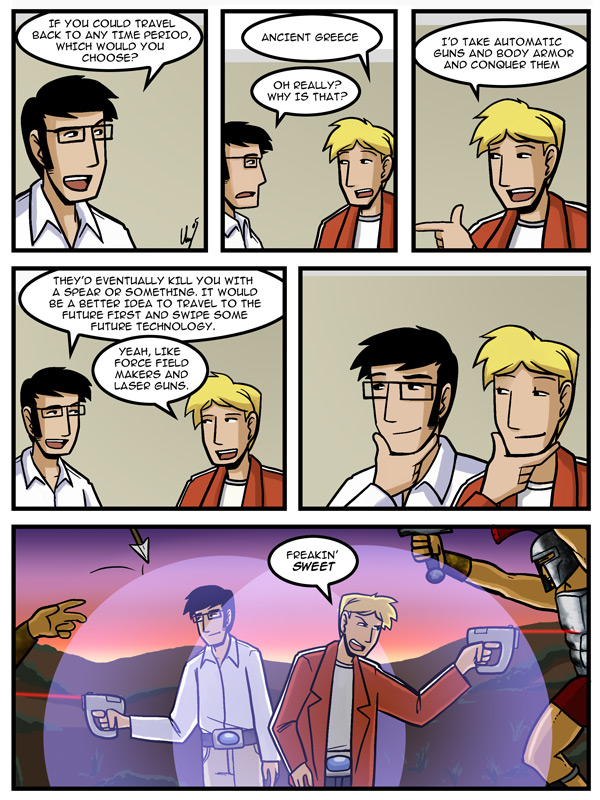 IF YOU COULD TRAVEL
BACK TO ANY TIME PERIOD,
WHICH WOULD YOU
CHOOSE?
ANCIENT GREECE
OH REALLY?
WHY IS THAT?
I'D TAKE AUTOMATIC
GUNS AND BODY ARMOR
AND CONQUER THEM
THEY'D EVENTUALLY KILL YOU WITH
A SPEAR OR SOMETHING. IT WOULD
BE A BETTER IDEA TO TRAVEL TO THE
FUTURE FIRST AND SWIPE SOME
FUTURE TECHNOLOGY.
YEAH, LIKE
FORCE FIELD
MAKERS AND
LASER GUNS.
FREAKIN'
SWEET